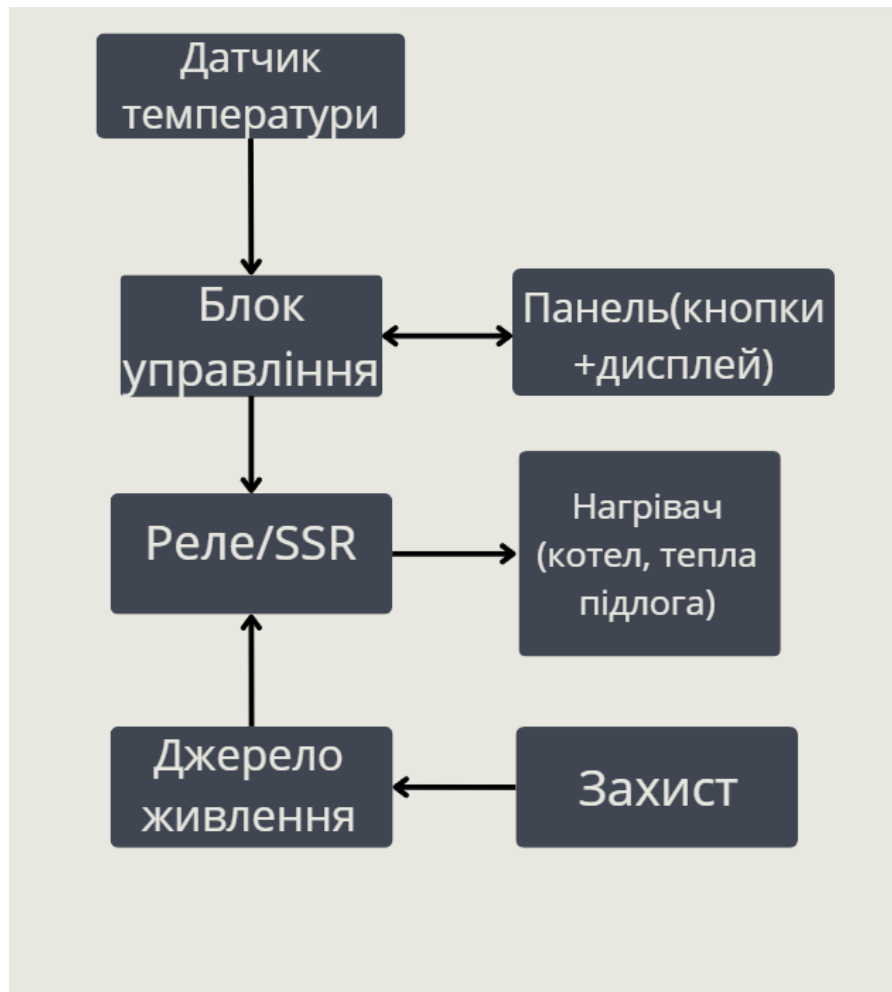 Датчик
температури
Блок
управління
Панель(кнопки
+дисплей)
Реле/SSR
Нагрівач
(котел, тепла
підлога)
Джерело
живлення
Захист